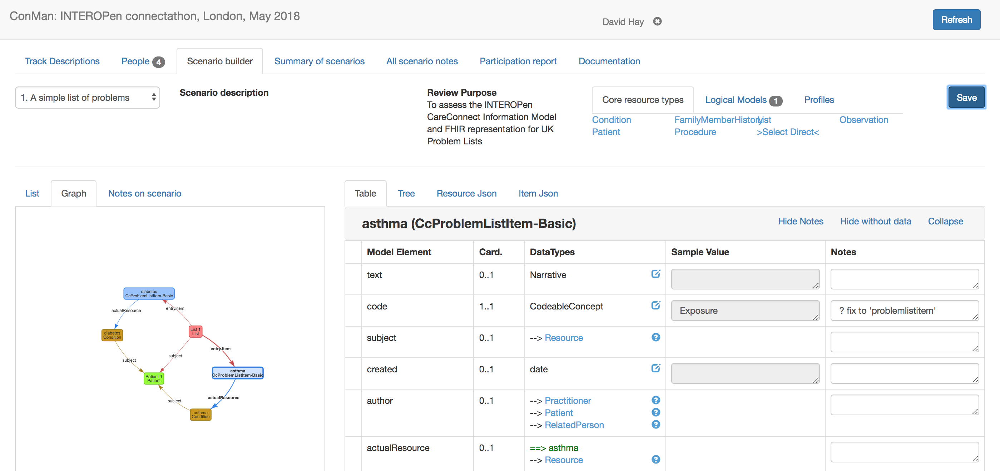 ConMan: INTEROPen connectathon, London, May 2018
David Hay
Refresh
Track Descriptions
People 4
Scenario builder
Summary of scenarios
All scenario notes
Participation report
Documentation
1. A simple list of problems
Scenario description
Review Purpose
To assess the INTEROPen
CareConnect Information Model
and FHIR representation for UK
Problem Lists
Core resource types
Logical Models 1
Profiles
Save
Condition
FamilyMemberHistory
List
Observation
Patient
Procedure
>Select Direct<
List
Graph
Notes on scenario
diabetes
CcProblemListItem-Basic
actualResource
entry.item
diabetes
Condition
List 1
List
entry.item
subject
subject
Patient 1
Patient
asthma
CcProblemListItem-Basic
actualResource
subject
asthma
Condition
Table
Tree
Resource Json
Item Json
asthma (CcProblemListItem-Basic)
Hide Notes
Hide without data
Collapse
Model Element Card. DataTypes Sample Value Notes
text 0..1 Narrative
code 1..1 CodeableConcept Exposure ? fix to 'problemlistitem'
subject 0..1 --> Resource
created 0..1 date
author 0..1 --> Practitioner
--> Patient
--> RelatedPerson
actualResource 0..1 ==> asthma
--> Resource